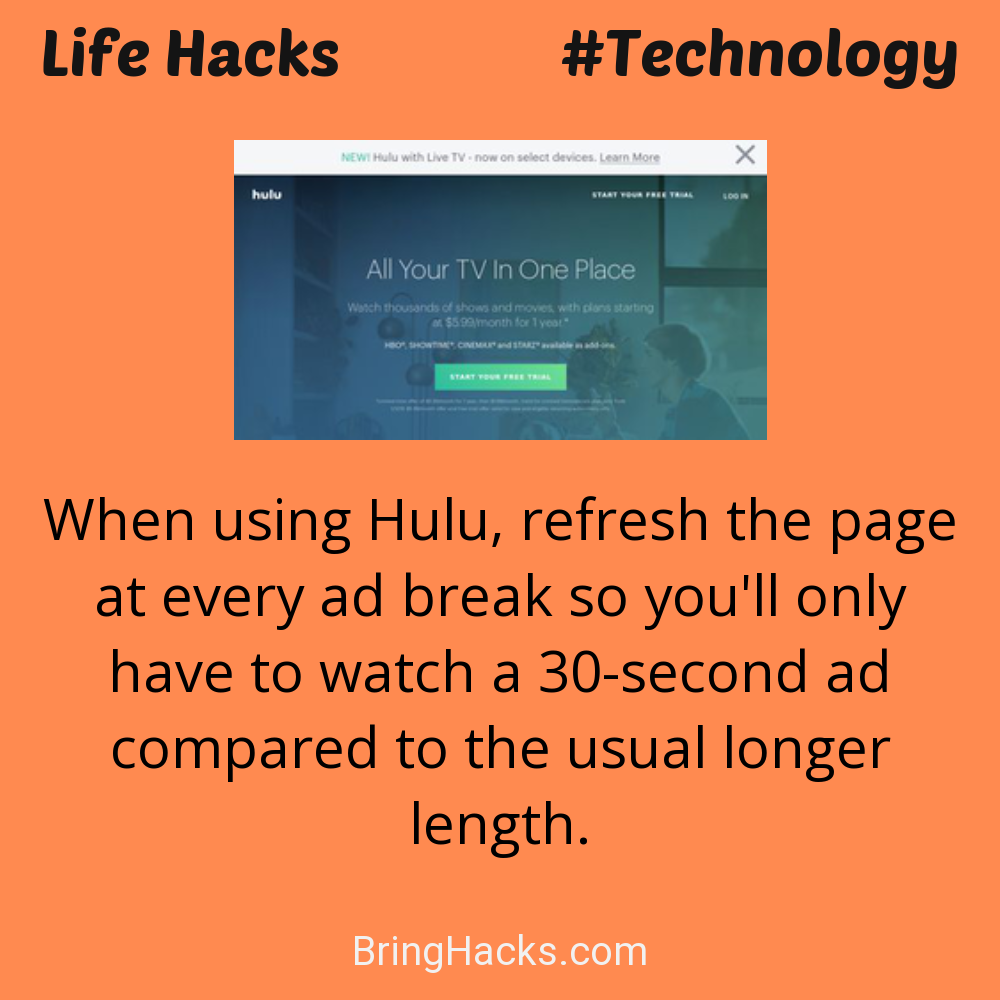 Life Hacks #Technology
NEW! Hulu with Live TV - now on select devices. Learn More
hulu START YOUR FREE TRIAL LOG IN
All Your TV In One Place
Watch thousands of shows and movies, with plans starting
at $5.99/month for 1 year.*
HBO®, SHOWTIME®, CINEMAX® and STARZ® available as add-ons.
START YOUR FREE TRIAL
When using Hulu, refresh the page
at every ad break so you'll only
have to watch a 30-second ad
compared to the usual longer
length.
BringHacks.com